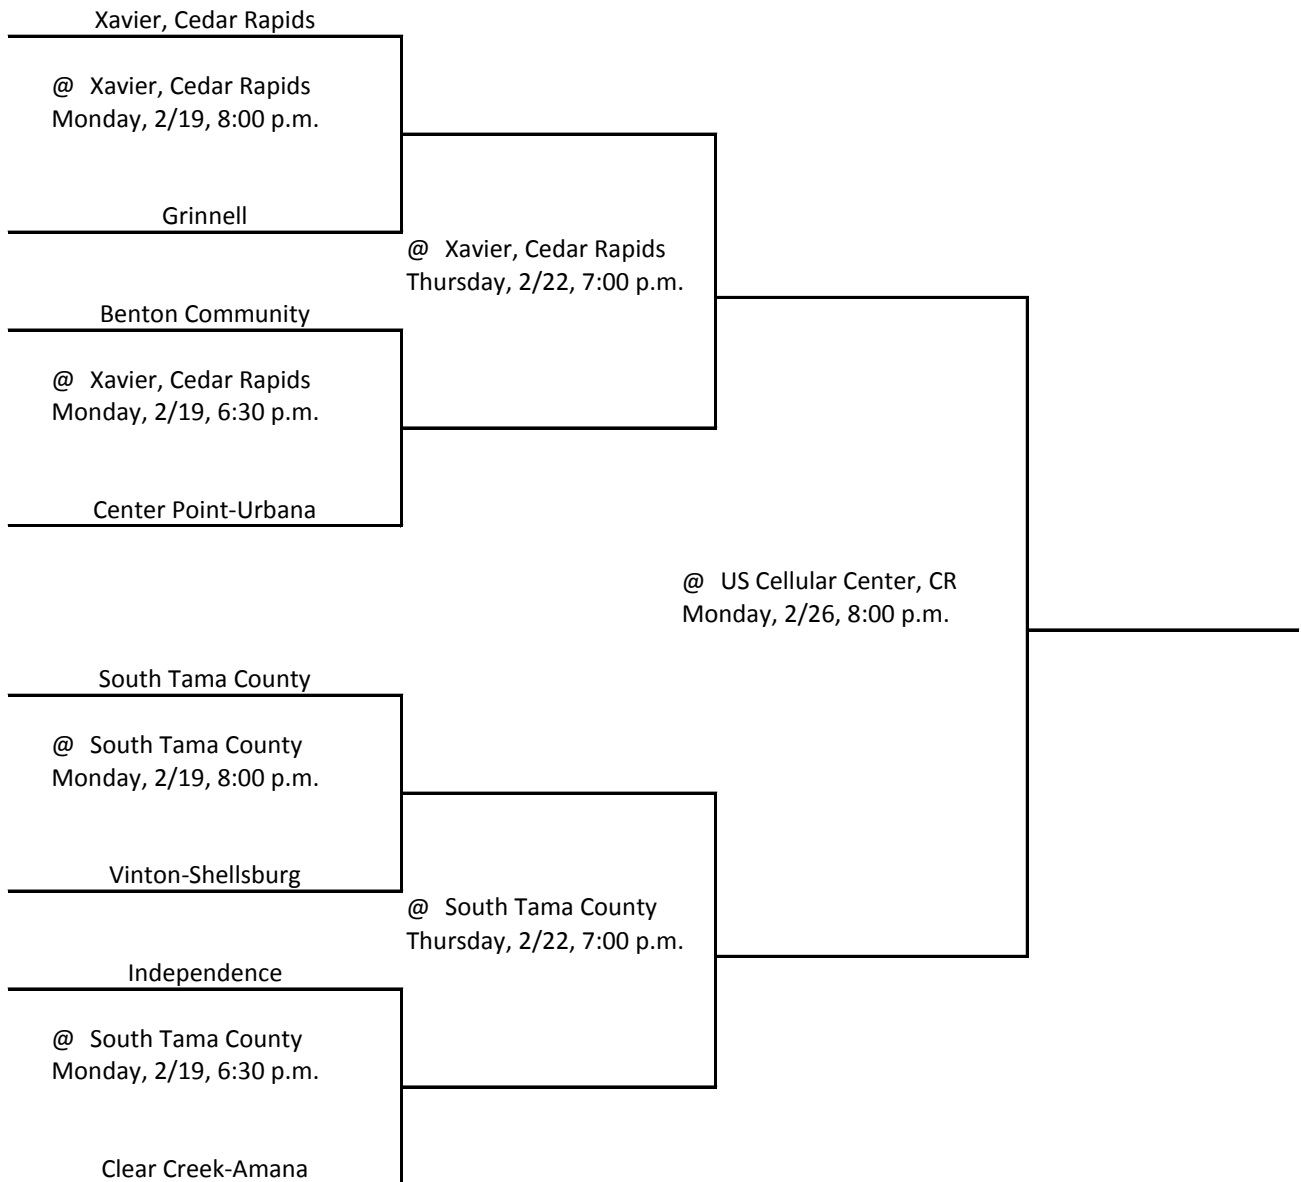 Xavier, Cedar Rapids
@ Xavier, Cedar Rapids
Monday, 2/19, 8:00 p.m.
Grinnell
@ Xavier, Cedar Rapids
Thursday, 2/22, 7:00 p.m.
Benton Community
@ Xavier, Cedar Rapids
Monday, 2/19, 6:30 p.m.
Center Point-Urbana
@ US Cellular Center, CR
Monday, 2/26, 8:00 p.m.
South Tama County
@ South Tama County
Monday, 2/19, 8:00 p.m.
Vinton-Shellsburg
@ South Tama County
Thursday, 2/22, 7:00 p.m.
Independence
@ South Tama County
Monday, 2/19, 6:30 p.m.
Clear Creek-Amana